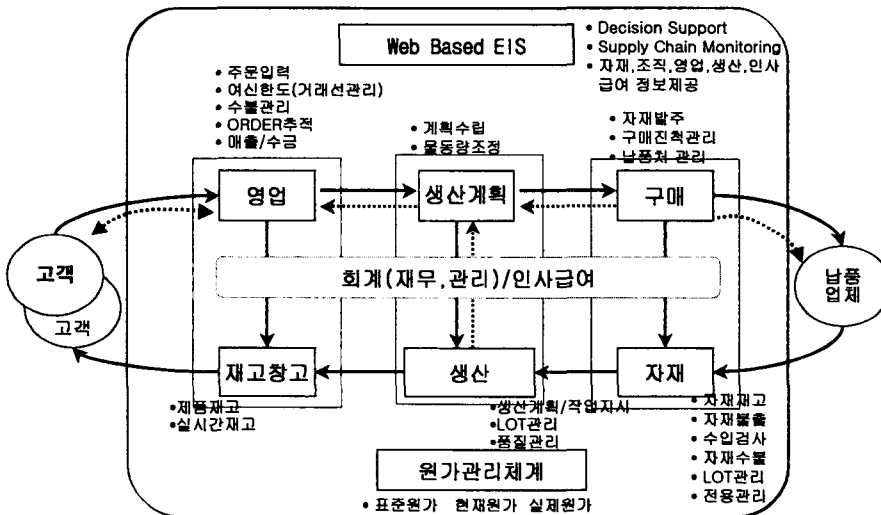 Web Based EIS
• Decision Support
• Supply Chain Monitoring
• 자재,조직,영업,생산,인사
급여 정보제공
• 주문입력
• 여신한도(거래선관리)
• 수불관리
• ORDER추적
• 매출/수금
• 계획수립
• 물동량조정
• 자재발주
• 구매진척관리
• 납품처 관리
영업
생산계획
구매
고객
고객
회계(재무,관리)/인사급여
납품
업체
재고창고
생산
자재
•제품재고
•실시간재고
•생산계획/작업지시
•LOT관리
•품질관리
• 자재재고
• 자재불출
• 수입검사
• 자재수불
• LOT관리
• 전용관리
원가관리체계
• 표준원가 현재원가 실제원가